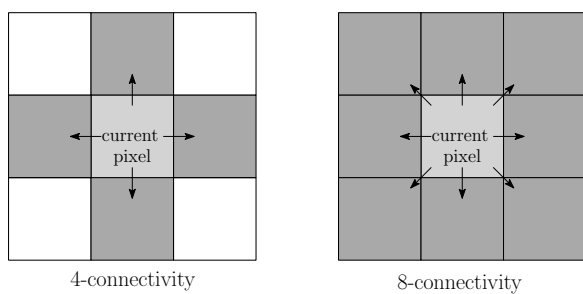 current
pixel
current
pixel
4-connectivity
8-connectivity